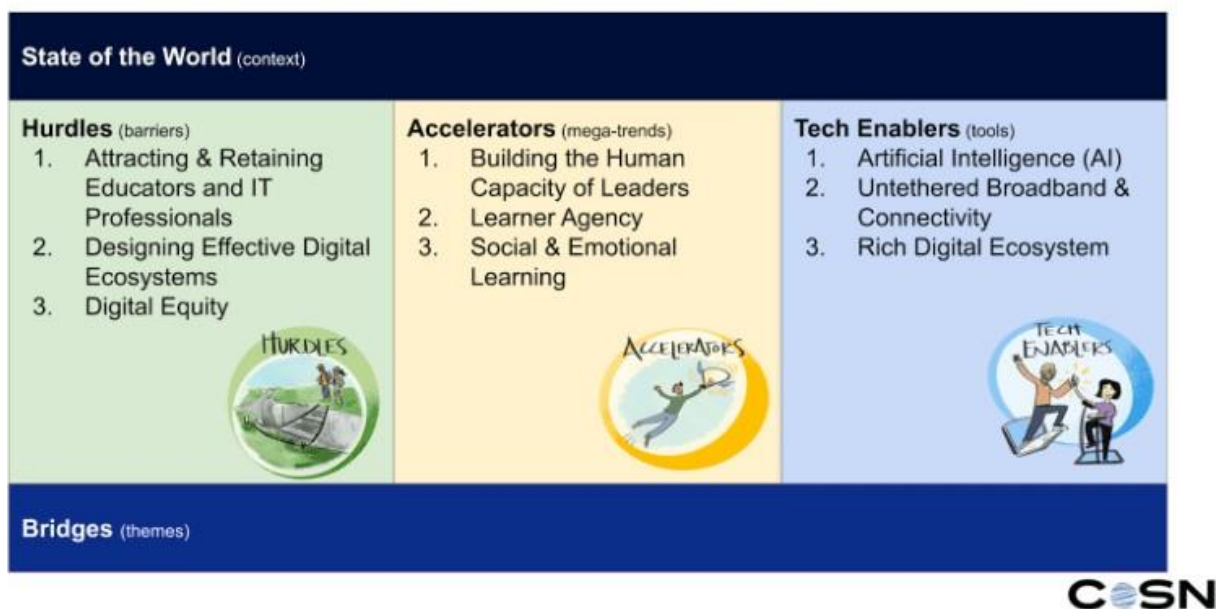 State of the World (context)
Hurdles (barriers)
1. Attracting & Retaining
Educators and IT
Professionals
2. Designing Effective Digital
Ecosystems
3. Digital Equity
HURDLES
Accelerators (mega-trends)
1. Building the Human
Capacity of Leaders
2. Learner Agency
3. Social & Emotional
Learning
ACCELERATORS
Tech Enablers (tools)
1. Artificial Intelligence (AI)
2. Untethered Broadband &
Connectivity
3. Rich Digital Ecosystem
TECH
ENABLERS
Bridges (themes)
COSN